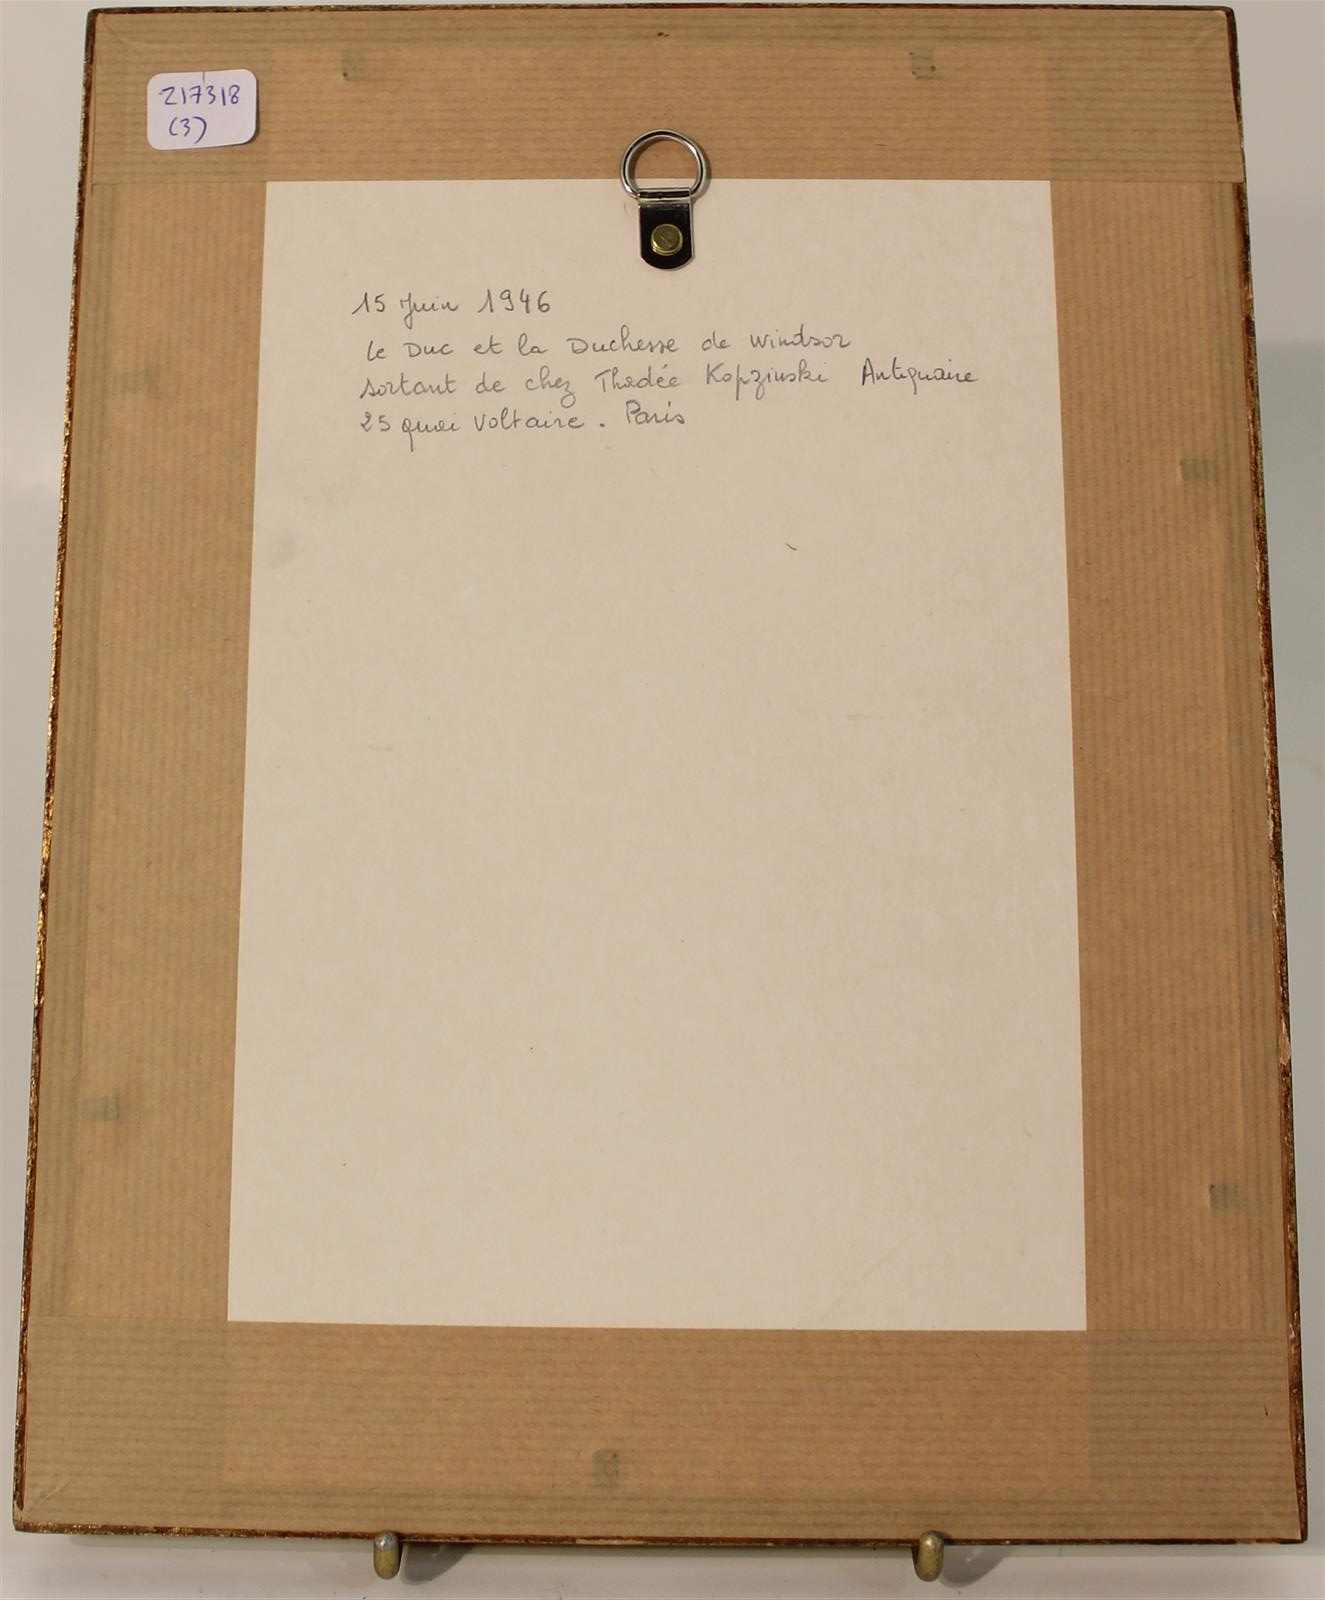 217318
(3)
15 Juin 1946
Le Duc et la Duchesse de Windsor
sortant de chez Thadée Kopzinski Antiquaire
25 quai Voltaire. Paris